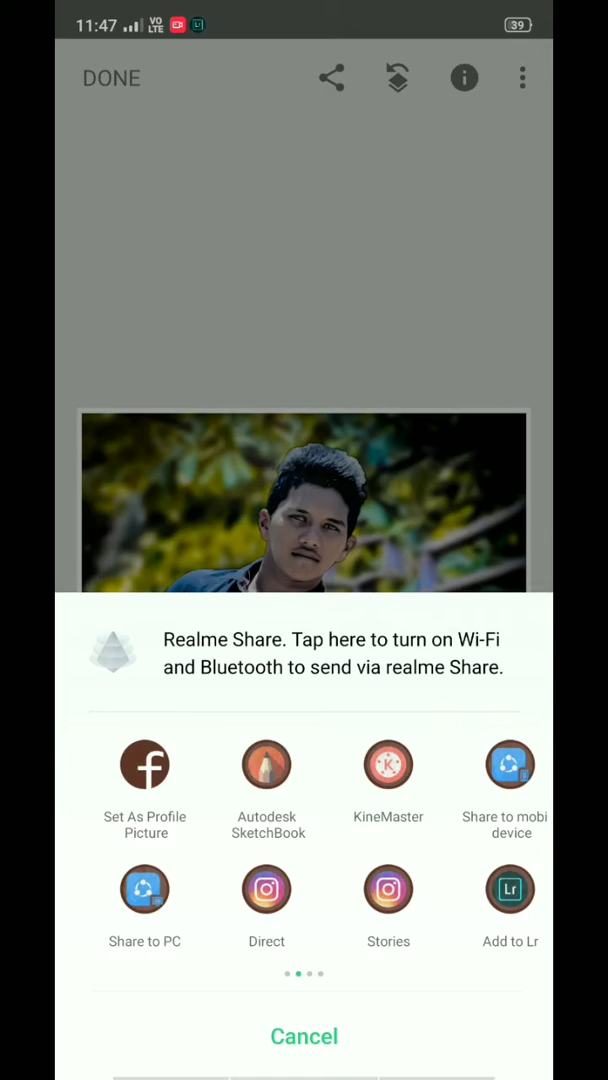 11:47 VO LTE 39
DONE
Realme Share. Tap here to turn on Wi-Fi
and Bluetooth to send via realme Share.
Set As Profile
Picture
Autodesk
SketchBook
KineMaster
Share to mobi
device
Share to PC
Direct
Stories
Lr
Add to Lr
Cancel